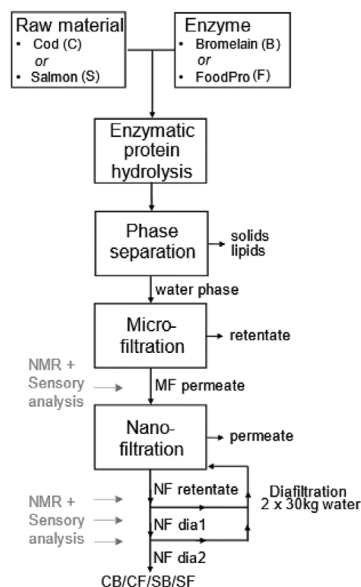 Raw material
• Cod (C)
or
• Salmon (S)
Enzyme
• Bromelain (B)
or
• FoodPro (F)
Enzymatic
protein
hydrolysis
Phase
separation
solids
lipids
water phase
Micro-
filtration
retentate
NMR +
Sensory
analysis
MF permeate
Nano-
filtration
permeate
NF retentate
Diafiltration
2 x 30kg water
NMR +
Sensory
analysis
NF dia1
NF dia2
CB/CF/SB/SF